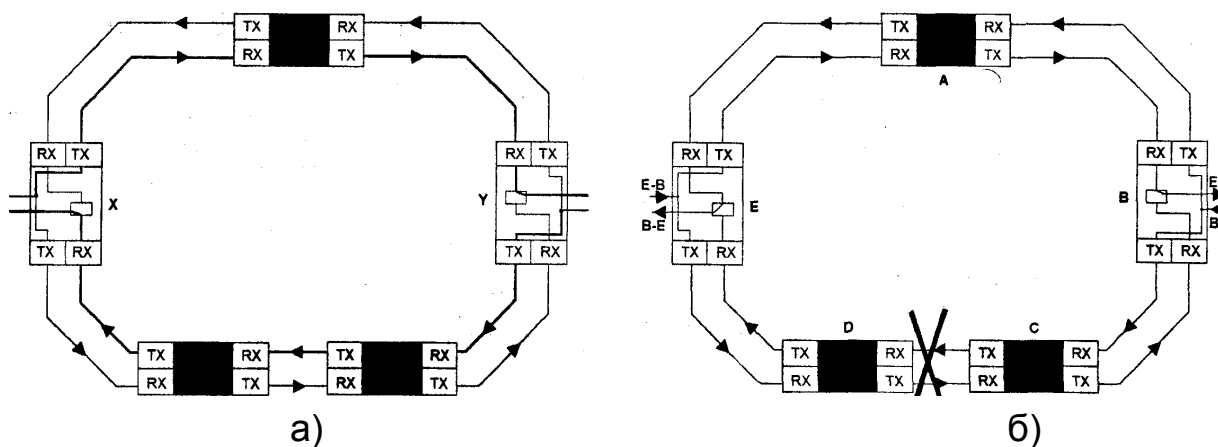 TX RX
RX TX
RX TX
X
TX RX
RX TX
Y
TX RX
TX RX
RX TX
TX RX
RX TX
а)
TX RX
RX TX
A
RX TX
E-B
B-E
E
TX RX
RX TX
B
E
B
TX RX
D
TX RX
RX TX
C
TX RX
RX TX
б)